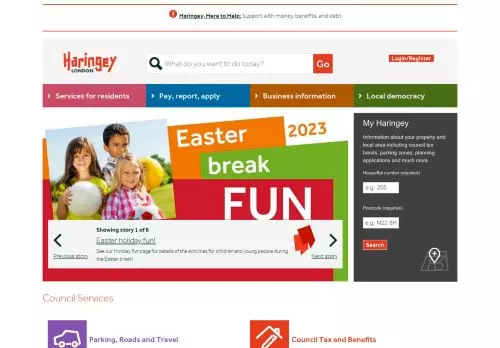 Haringey, Here to Help: Support with money, benefits, and debt.
Haringey
LONDON
What do you want to do today?
Go
Login/Register
Services for residents
Pay, report, apply
Business information
Local democracy
Easter 2023
break
FUN
Showing story 1 of 6
Easter holiday fun!
See our Holiday fun page for details of the activities for children and young people during
the Easter break!
Previous story
Next story
My Haringey
Information about your property and
local area including council tax
bands, parking zones, planning
applications and much more.
House/flat number (required)
e.g. 255
Postcode (required)
e.g. N22 8H
Search
Council Services
Parking, Roads and Travel
Council Tax and Benefits